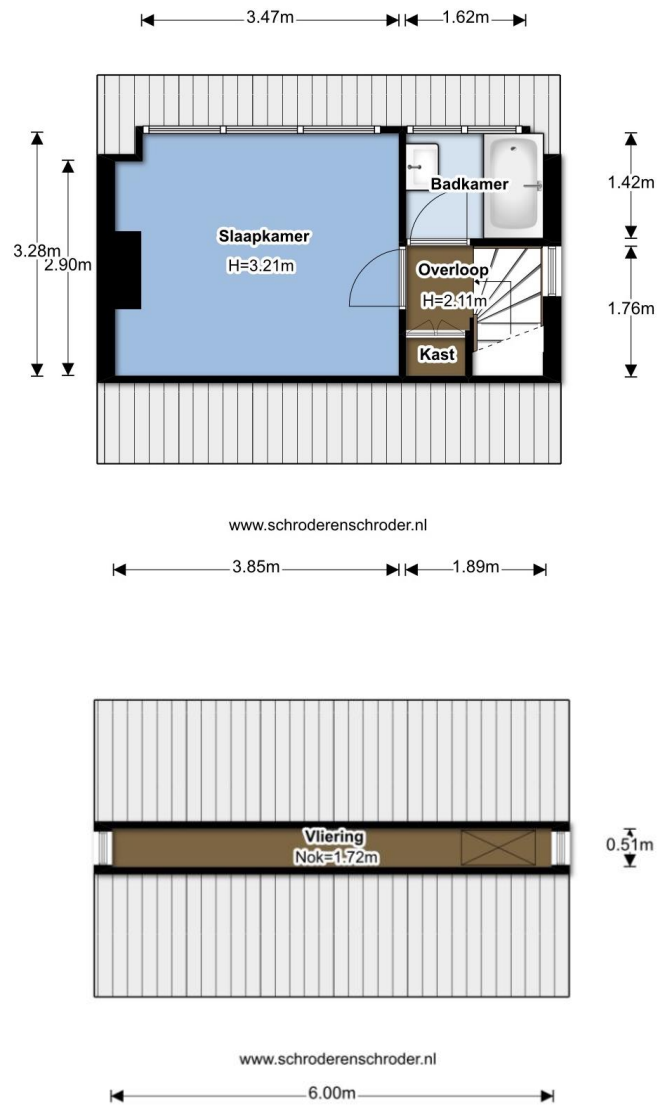 3.47m
1.62m
Slaapkamer
H=3.21m
Badkamer
1.42m
3.28m
2.90m
Overloop
H=2.11m
1.76m
Kast
www.schroderenschroder.nl
3.85m
1.89m
Vliering
Nok=1.72m
0.51m
www.schroderenschroder.nl
6.00m